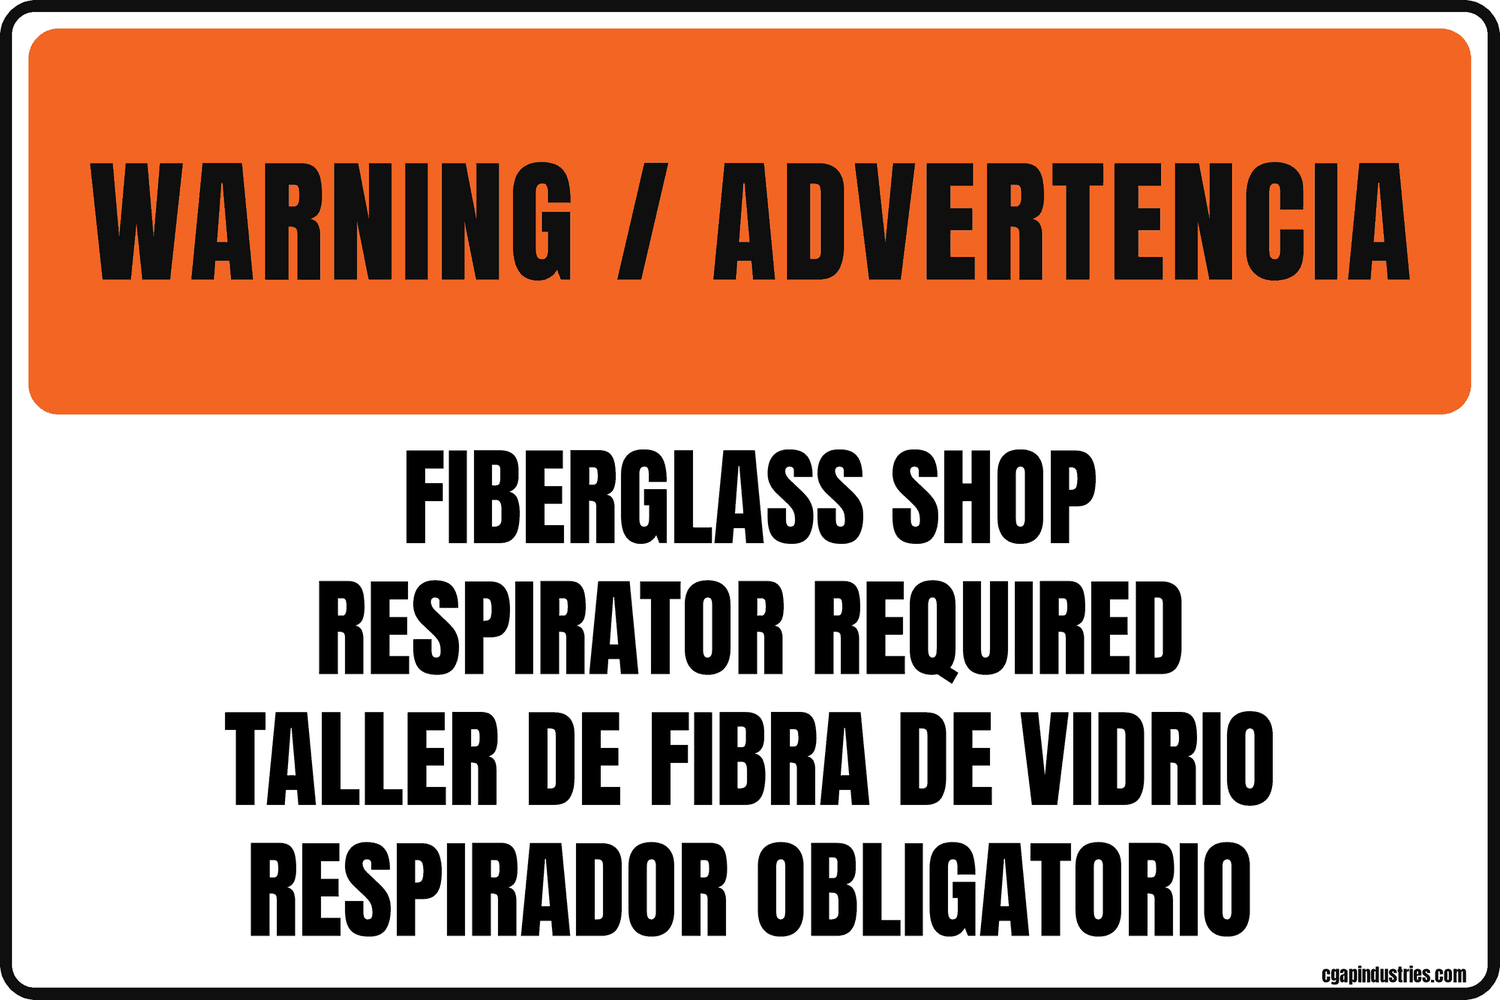 WARNING / ADVERTENCIA
FIBERGLASS SHOP
RESPIRATOR REQUIRED
TALLER DE FIBRA DE VIDRIO
RESPIRADOR OBLIGATORIO
cgapindustries.com